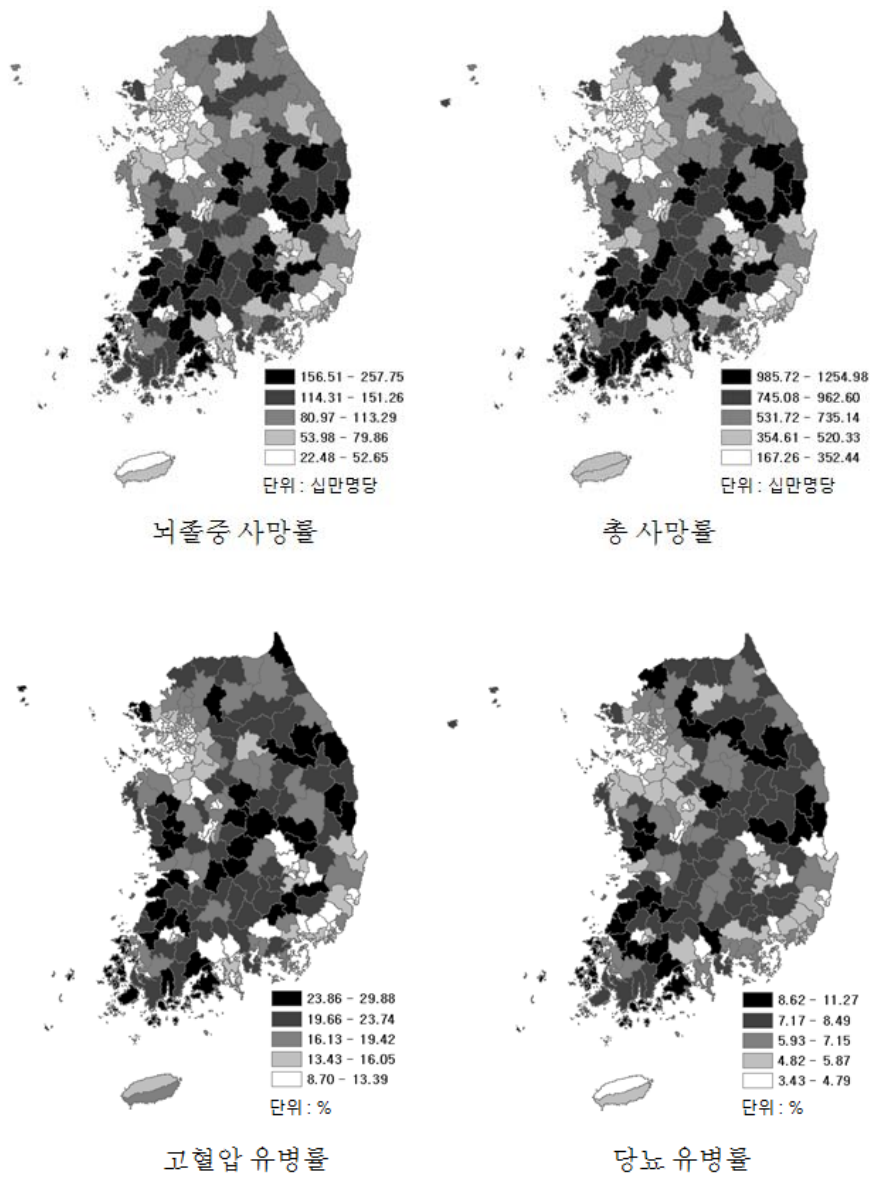 156.51 - 257.75
114.31 - 151.26
80.97 - 113.29
53.98 - 79.86
22.48 - 52.65
단위 : 십만명당
뇌졸중 사망률
985.72 - 1254.98
745.08 - 962.60
531.72 - 735.14
354.61 - 520.33
167.26 - 352.44
단위 : 십만명당
총 사망률
23.86 - 29.88
19.66 - 23.74
16.13 - 19.42
13.43 - 16.05
8.70 - 13.39
단위 : %
고혈압 유병률
8.62 - 11.27
7.17 - 8.49
5.93 - 7.15
4.82 - 5.87
3.43 - 4.79
단위 : %
당뇨 유병률